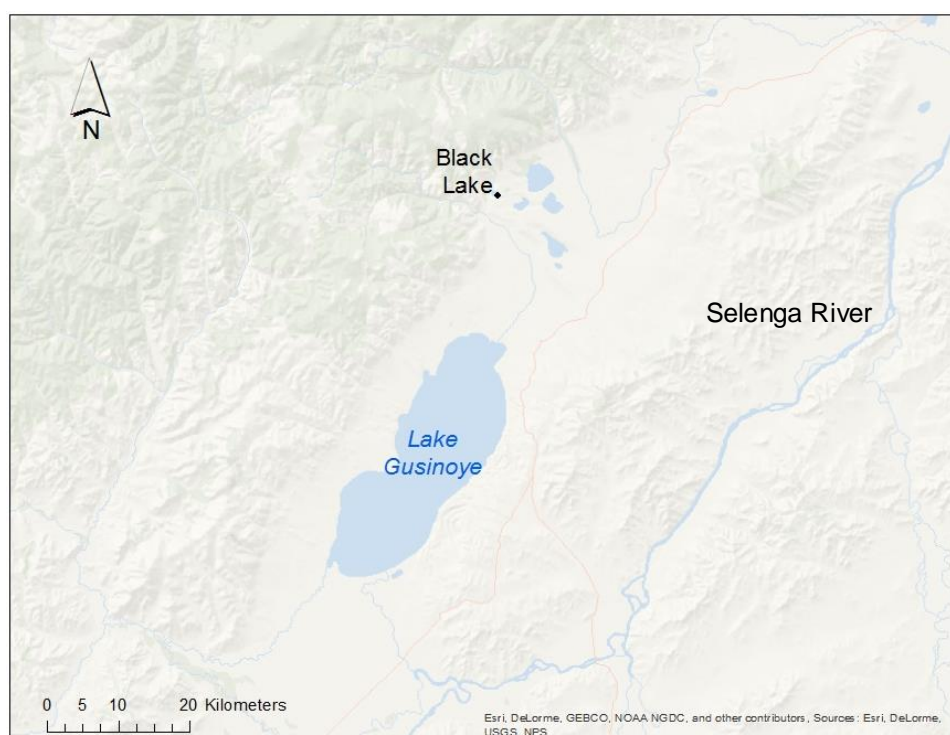 N
Black
Lake
Selenga River
Lake
Gusinoye
0 5 10 20 Kilometers
Esri, DeLorme, GEBCO, NOAA NGDC, and other contributors, Sources: Esri, DeLorme,
USGS, NPS